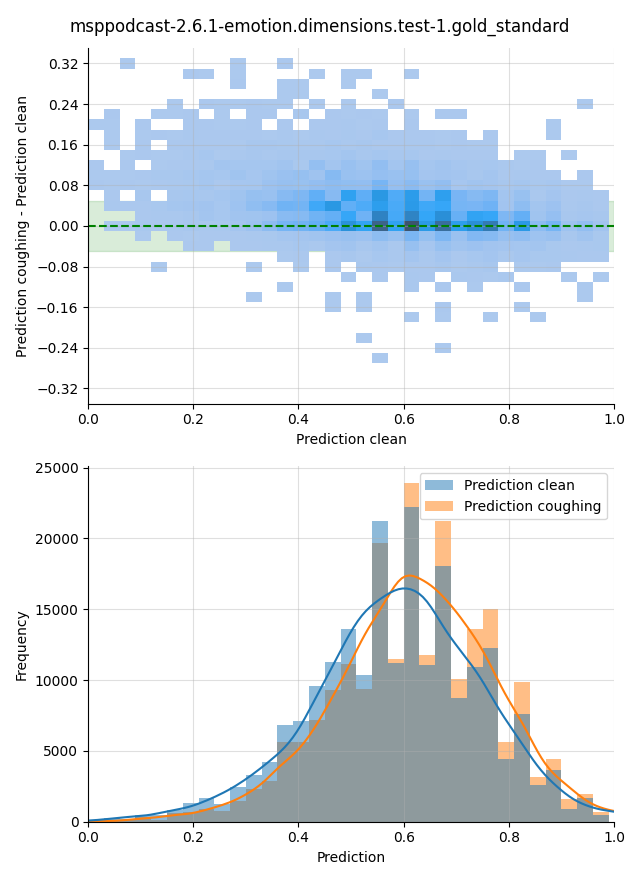 msppodcast-2.6.1-emotion.dimensions.test-1.gold_standard
0.32
0.24
0.16
0.08
0.00
−0.08
−0.16
−0.24
−0.32
Prediction coughing - Prediction clean
0.0 0.2 0.4 0.6 0.8 1.0
Prediction clean
25000
20000
15000
10000
5000
0
Frequency
Prediction clean
Prediction coughing
0.0 0.2 0.4 0.6 0.8 1.0
Prediction